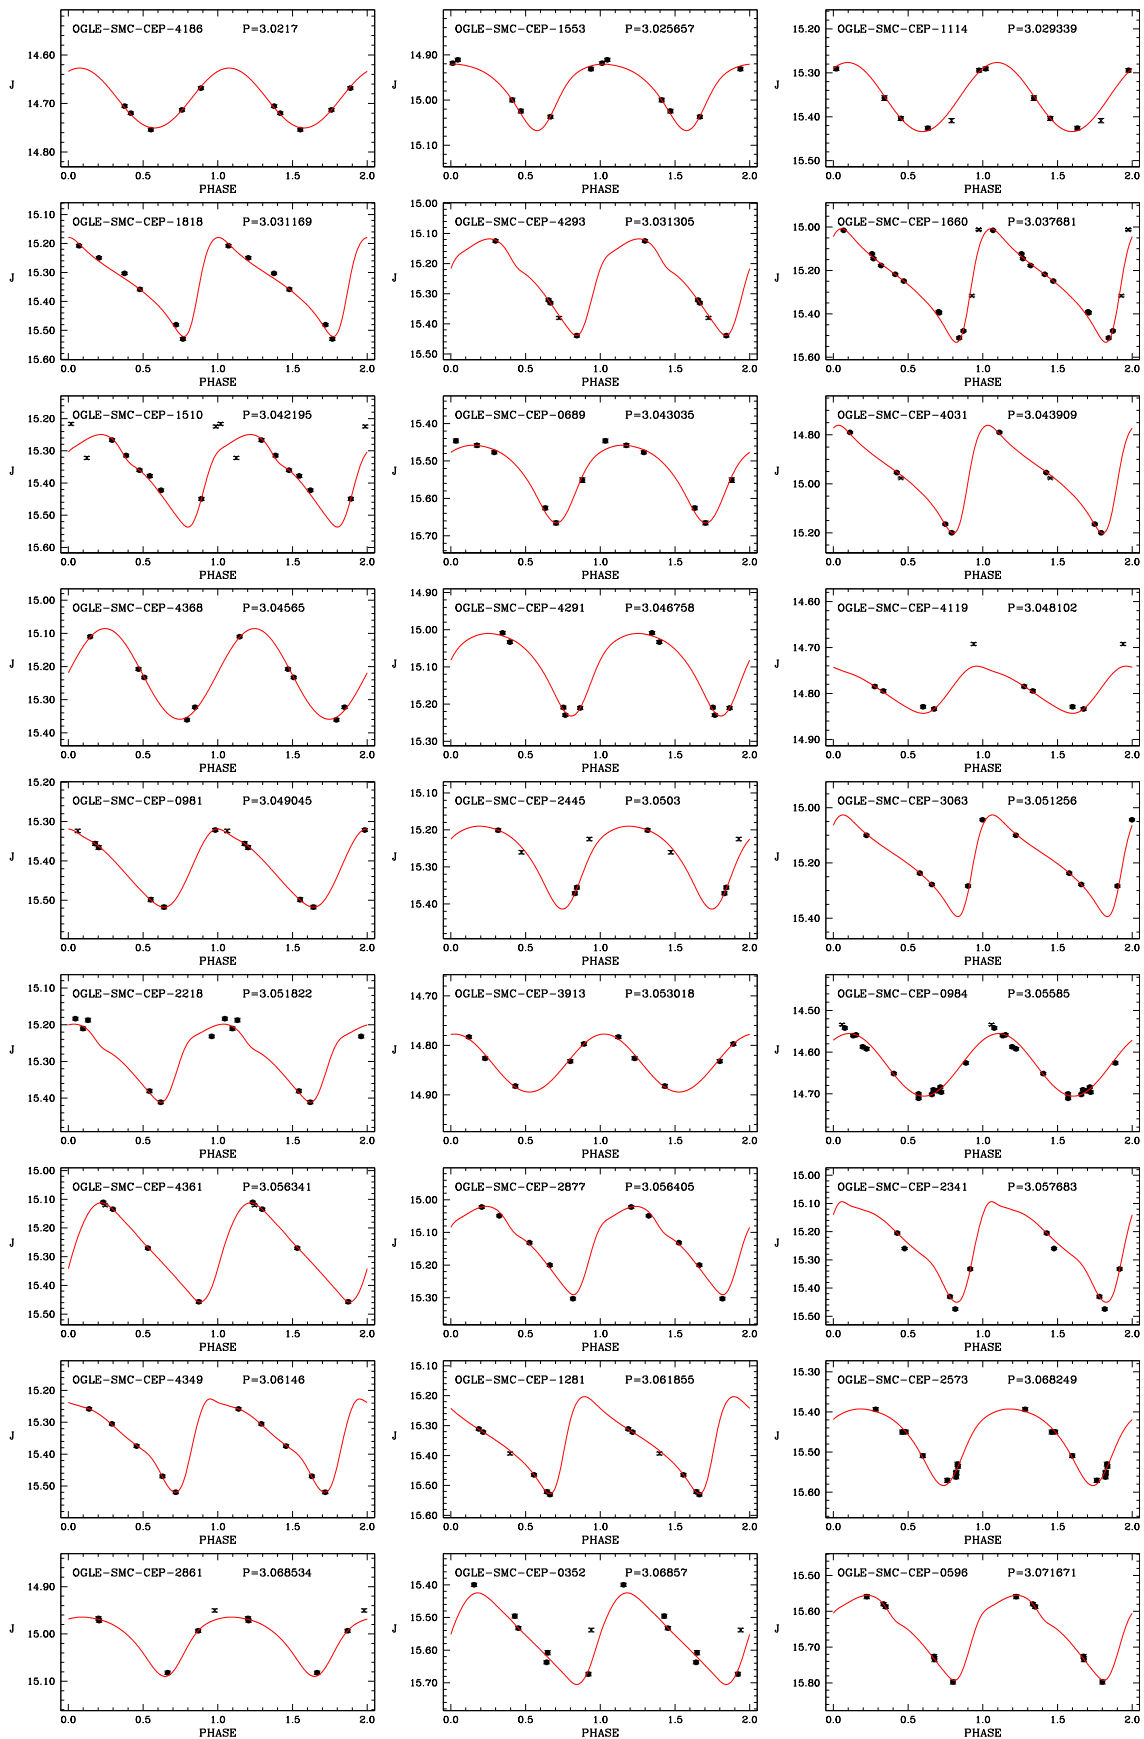 OGLE-SMC-CEP-4186 P=3.0217
14.60
14.70
14.80
J
0.0 0.5 1.0 1.5 2.0
PHASE
OGLE-SMC-CEP-1553 P=3.025657
14.90
15.00
15.10
J
0.0 0.5 1.0 1.5 2.0
PHASE
OGLE-SMC-CEP-1114 P=3.029339
15.20
15.30
15.40
15.50
J
0.0 0.5 1.0 1.5 2.0
PHASE
OGLE-SMC-CEP-1818 P=3.031169
15.10
15.20
15.30
15.40
15.50
15.60
J
0.0 0.5 1.0 1.5 2.0
PHASE
OGLE-SMC-CEP-4293 P=3.031305
15.00
15.10
15.20
15.30
15.40
15.50
J
0.0 0.5 1.0 1.5 2.0
PHASE
OGLE-SMC-CEP-1660 P=3.037681
15.00
15.20
15.40
15.60
J
0.0 0.5 1.0 1.5 2.0
PHASE
OGLE-SMC-CEP-1510 P=3.042195
15.20
15.30
15.40
15.50
15.60
J
0.0 0.5 1.0 1.5 2.0
PHASE
OGLE-SMC-CEP-0689 P=3.043035
15.40
15.50
15.60
15.70
J
0.0 0.5 1.0 1.5 2.0
PHASE
OGLE-SMC-CEP-4031 P=3.043909
14.80
15.00
15.20
J
0.0 0.5 1.0 1.5 2.0
PHASE
OGLE-SMC-CEP-4368 P=3.04565
15.00
15.10
15.20
15.30
15.40
J
0.0 0.5 1.0 1.5 2.0
PHASE
OGLE-SMC-CEP-4291 P=3.046758
14.90
15.00
15.10
15.20
15.30
J
0.0 0.5 1.0 1.5 2.0
PHASE
OGLE-SMC-CEP-4119 P=3.048102
14.60
14.70
14.80
14.90
J
0.0 0.5 1.0 1.5 2.0
PHASE
OGLE-SMC-CEP-0981 P=3.049045
15.20
15.30
15.40
15.50
J
0.0 0.5 1.0 1.5 2.0
PHASE
OGLE-SMC-CEP-2445 P=3.0503
15.10
15.20
15.30
15.40
J
0.0 0.5 1.0 1.5 2.0
PHASE
OGLE-SMC-CEP-3063 P=3.051256
15.00
15.20
15.40
J
0.0 0.5 1.0 1.5 2.0
PHASE
OGLE-SMC-CEP-2218 P=3.051822
15.10
15.20
15.30
15.40
J
0.0 0.5 1.0 1.5 2.0
PHASE
OGLE-SMC-CEP-3913 P=3.053018
14.70
14.80
14.90
J
0.0 0.5 1.0 1.5 2.0
PHASE
OGLE-SMC-CEP-0984 P=3.05585
14.50
14.60
14.70
J
0.0 0.5 1.0 1.5 2.0
PHASE
OGLE-SMC-CEP-4361 P=3.056341
15.00
15.10
15.20
15.30
15.40
15.50
J
0.0 0.5 1.0 1.5 2.0
PHASE
OGLE-SMC-CEP-2877 P=3.056405
15.00
15.10
15.20
15.30
J
0.0 0.5 1.0 1.5 2.0
PHASE
OGLE-SMC-CEP-2341 P=3.057683
15.00
15.10
15.20
15.30
15.40
15.50
J
0.0 0.5 1.0 1.5 2.0
PHASE
OGLE-SMC-CEP-4349 P=3.06146
15.20
15.30
15.40
15.50
J
0.0 0.5 1.0 1.5 2.0
PHASE
OGLE-SMC-CEP-1281 P=3.061855
15.10
15.20
15.30
15.40
15.50
15.60
J
0.0 0.5 1.0 1.5 2.0
PHASE
OGLE-SMC-CEP-2573 P=3.068249
15.30
15.40
15.50
15.60
J
0.0 0.5 1.0 1.5 2.0
PHASE
OGLE-SMC-CEP-2861 P=3.068534
14.90
15.00
15.10
J
0.0 0.5 1.0 1.5 2.0
PHASE
OGLE-SMC-CEP-0352 P=3.06857
15.40
15.50
15.60
15.70
J
0.0 0.5 1.0 1.5 2.0
PHASE
OGLE-SMC-CEP-0596 P=3.071671
15.50
15.60
15.70
15.80
J
0.0 0.5 1.0 1.5 2.0
PHASE